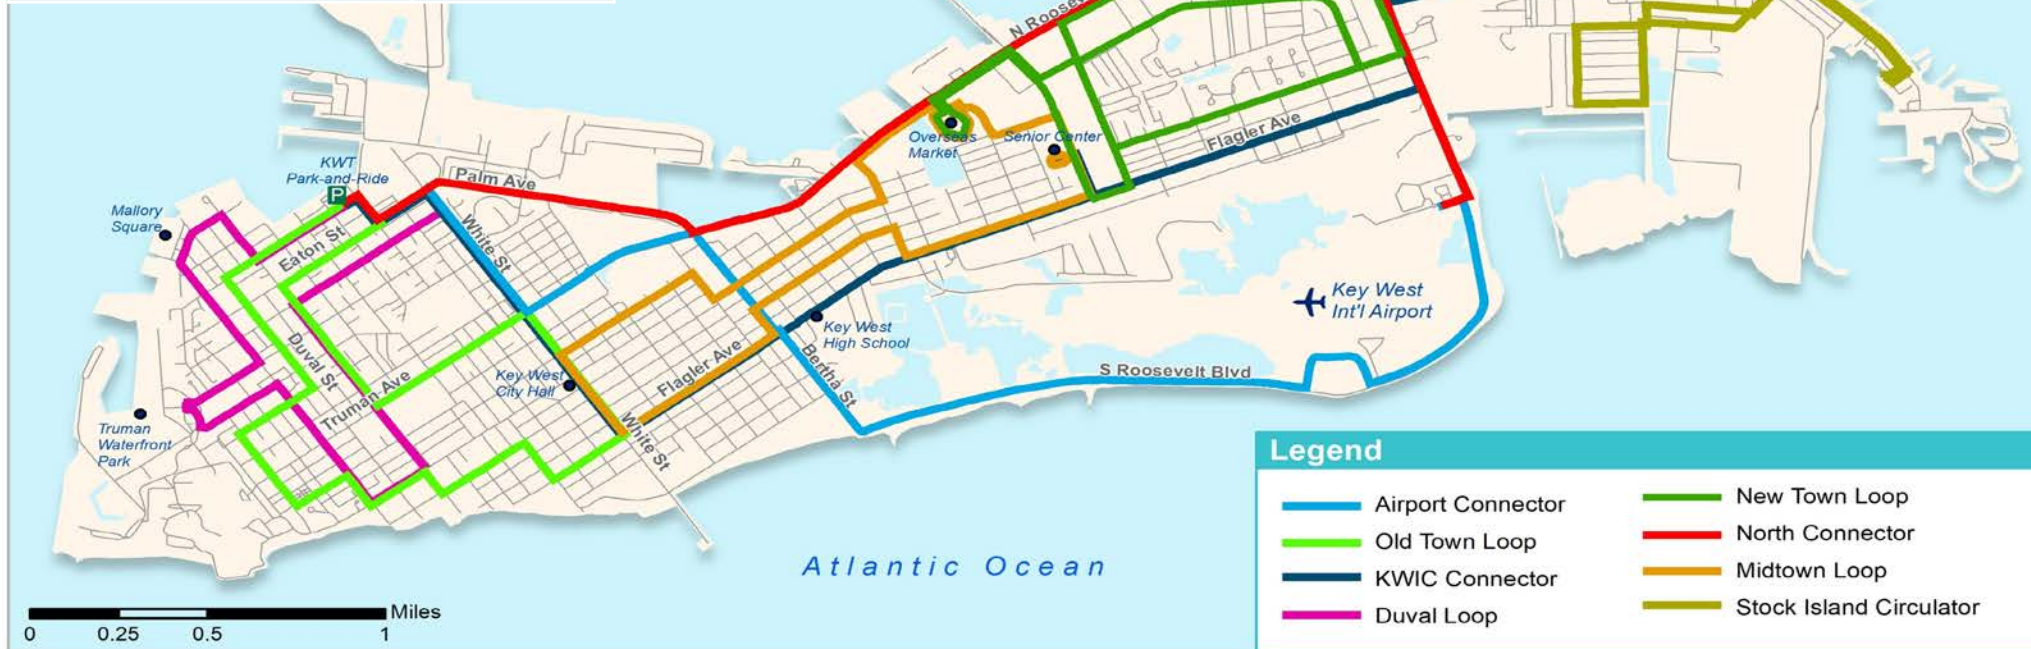 N Roosev
KWT
Park-and-Ride
P
Palm Ave
Overseas
Market
Senior Center
Flagler Ave
Mallory
Square
Eaton St
White St
Key West
Int'l Airport
Key West
High School
Duval St
Truman Ave
Key West
City Hall
Flagler Ave
Bertha St
S Roosevelt Blvd
White St
Truman
Waterfront
Park
Atlantic Ocean
Miles
0 0.25 0.5 1
Legend
Airport Connector
Old Town Loop
KWIC Connector
Duval Loop
New Town Loop
North Connector
Midtown Loop
Stock Island Circulator